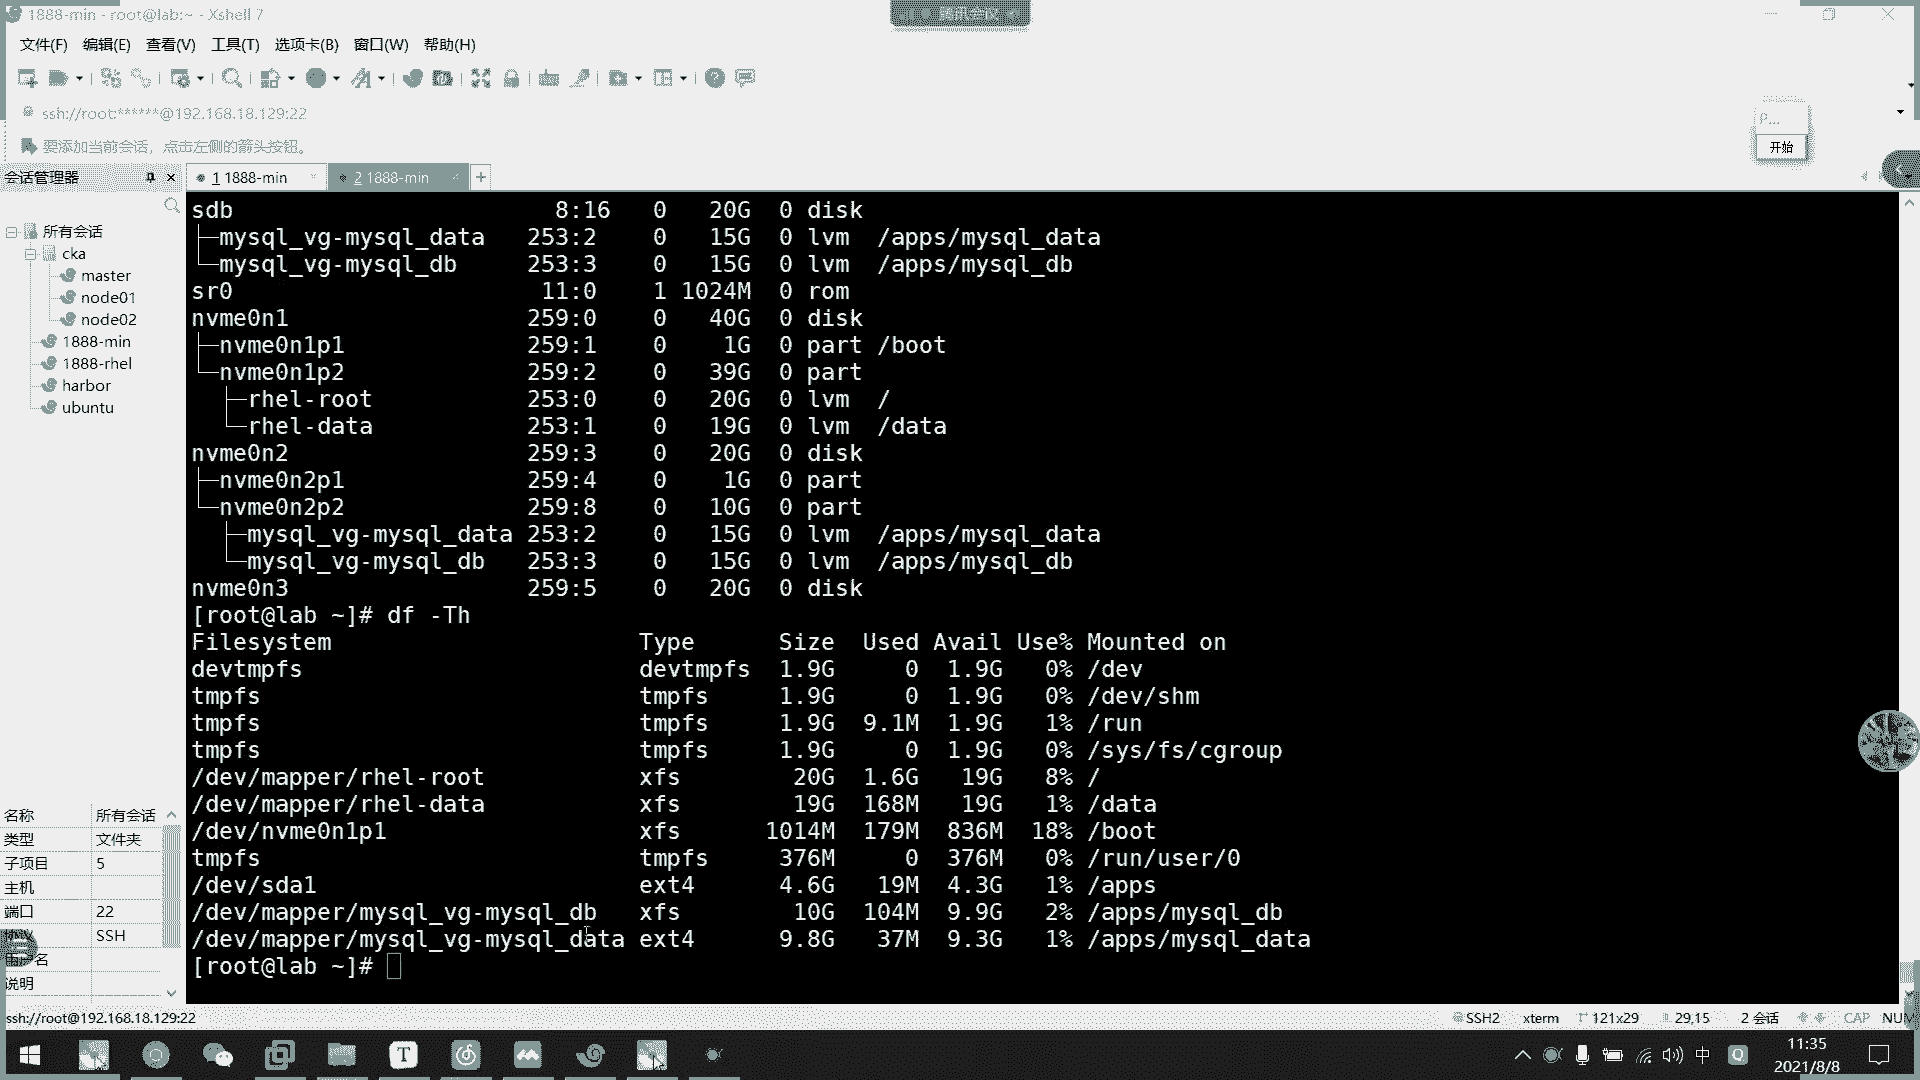 1888-min - root@lab:~ - Xshell 7
腾讯会议
文件(F) 编辑(E) 查看(V) 工具(T) 选项卡(B) 窗口(W) 帮助(H)
ssh://root:******@192.168.18.129:22
要添加当前会话，点击左侧的箭头按钮。
P...
开始
会话管理器
1 1888-min
2 1888-min
所有会话
cka
master
node01
node02
1888-min
1888-rhel
harbor
ubuntu
sdb 8:16 0 20G 0 disk
├─mysql_vg-mysql_data 253:2 0 15G 0 lvm /apps/mysql_data
└─mysql_vg-mysql_db 253:3 0 15G 0 lvm /apps/mysql_db
sr0 11:0 1 1024M 0 rom
nvme0n1 259:0 0 40G 0 disk
├─nvme0n1p1 259:1 0 1G 0 part /boot
└─nvme0n1p2 259:2 0 39G 0 part
├─rhel-root 253:0 0 20G 0 lvm /
└─rhel-data 253:1 0 19G 0 lvm /data
nvme0n2 259:3 0 20G 0 disk
├─nvme0n2p1 259:4 0 1G 0 part
└─nvme0n2p2 259:8 0 10G 0 part
├─mysql_vg-mysql_data 253:2 0 15G 0 lvm /apps/mysql_data
└─mysql_vg-mysql_db 253:3 0 15G 0 lvm /apps/mysql_db
nvme0n3 259:5 0 20G 0 disk
[root@lab ~]# df -Th
Filesystem Type Size Used Avail Use% Mounted on
devtmpfs devtmpfs 1.9G 0 1.9G 0% /dev
tmpfs tmpfs 1.9G 0 1.9G 0% /dev/shm
tmpfs tmpfs 1.9G 9.1M 1.9G 1% /run
tmpfs tmpfs 1.9G 0 1.9G 0% /sys/fs/cgroup
/dev/mapper/rhel-root xfs 20G 1.6G 19G 8% /
/dev/mapper/rhel-data xfs 19G 168M 19G 1% /data
/dev/nvme0n1p1 xfs 1014M 179M 836M 18% /boot
tmpfs tmpfs 376M 0 376M 0% /run/user/0
/dev/sda1 ext4 4.6G 19M 4.3G 1% /apps
/dev/mapper/mysql_vg-mysql_db xfs 10G 104M 9.9G 2% /apps/mysql_db
/dev/mapper/mysql_vg-mysql_data ext4 9.8G 37M 9.3G 1% /apps/mysql_data
[root@lab ~]#
名称 所有会话
类型 文件夹
子项目 5
主机
端口 22
SSH
说明
ssh://root@192.168.18.129:22
SSH2 xterm 121x29 29,15 2 会话 CAP NUM
中
11:35
2021/8/8